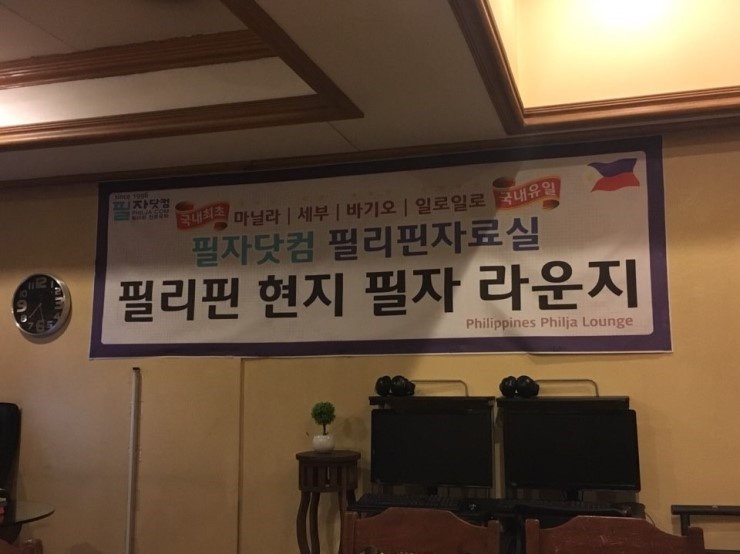 필자닷컴
국내최초
마닐라 | 세부 | 바기오 | 일로일로
국내유일
필자닷컴 필리핀자료실
필리핀 현지 필자 라운지
Philippines Philja Lounge